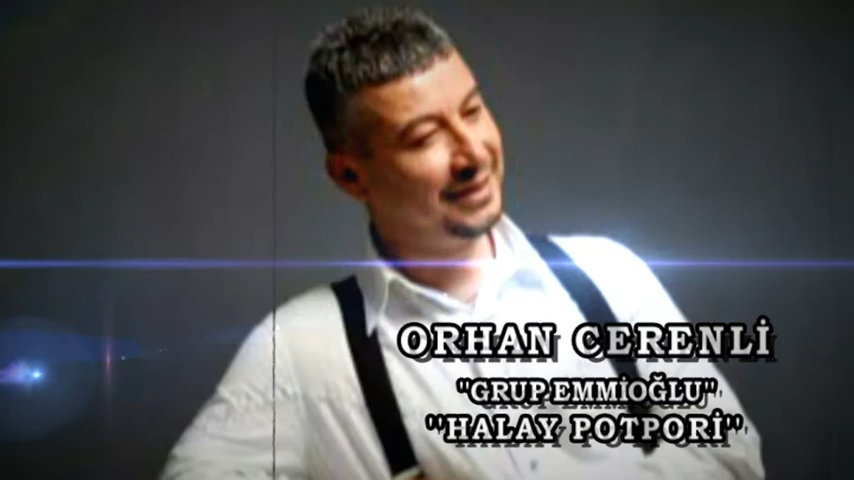 ORHAN CERENLİ
"GRUP EMMİOĞLU"
"HALAY POTPORİ"